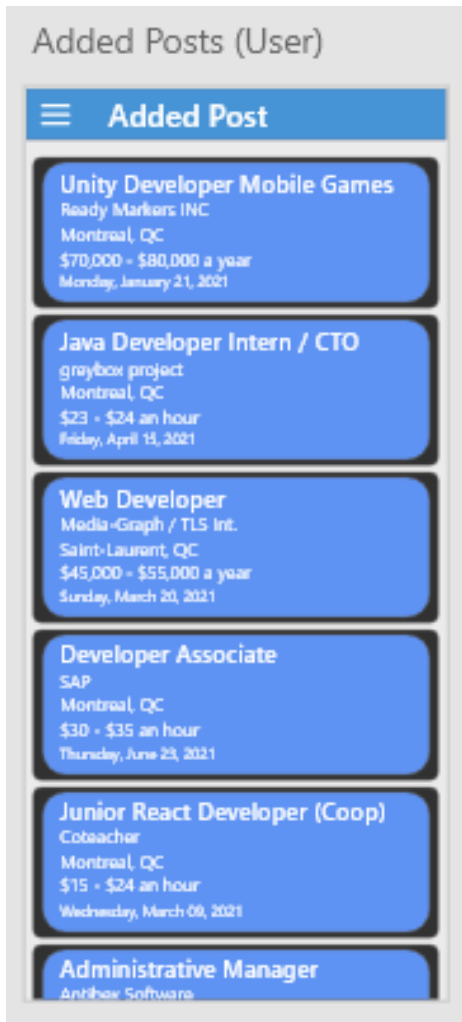 Added Posts (User)
Added Post
Unity Developer Mobile Games
Ready Markers INC
Montreal, QC
$70,000 - $80,000 a year
Monday, January 21, 2021
Java Developer Intern / CTO
greybox project
Montreal, QC
$23 - $24 an hour
Friday, April 15, 2021
Web Developer
Media-Graph / TLS Int.
Saint-Laurent, QC
$45,000 - $55,000 a year
Sunday, March 20, 2021
Developer Associate
SAP
Montreal, QC
$30 - $35 an hour
Thursday, June 23, 2021
Junior React Developer (Coop)
Coteacher
Montreal, QC
$15 - $24 an hour
Wednesday, March 09, 2021
Administrative Manager
Antibex Software